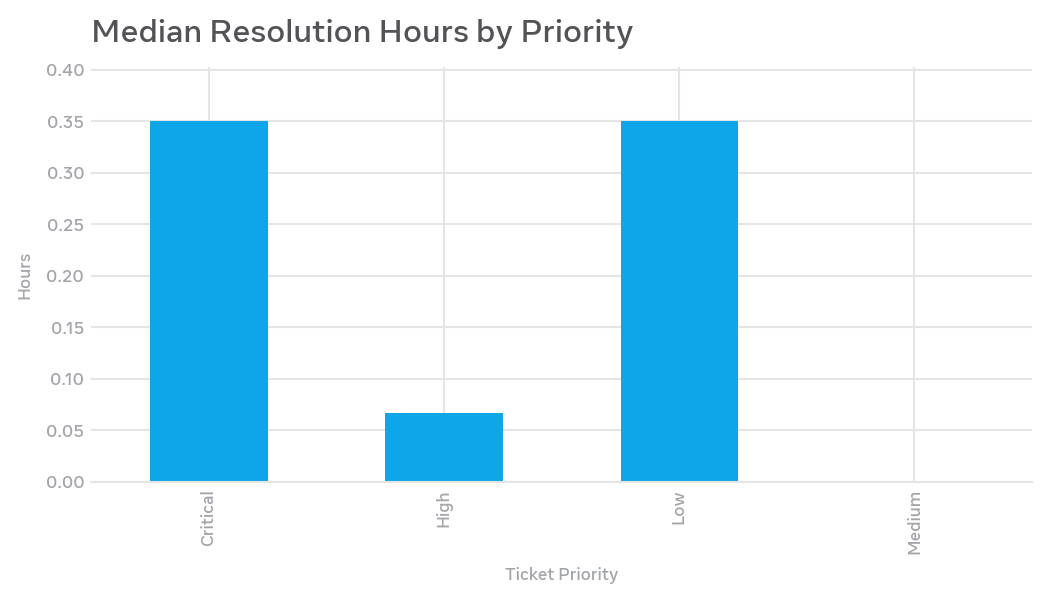 Median Resolution Hours by Priority
0.40
0.35
0.30
0.25
0.20
0.15
0.10
0.05
0.00
Hours
Critical
High
Low
Medium
Ticket Priority